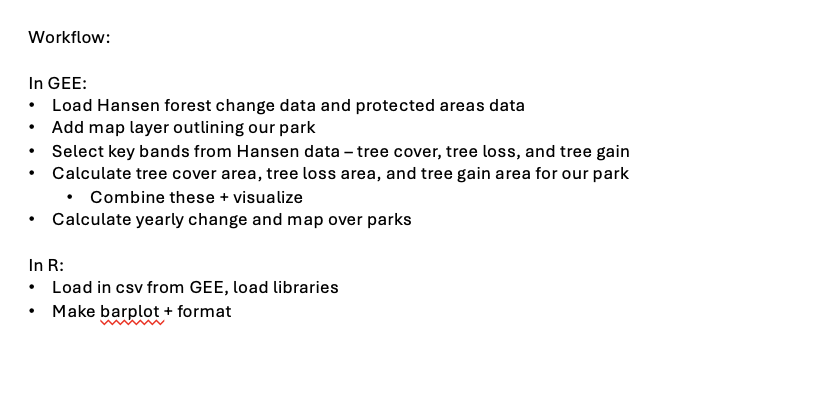 Workflow:
In GEE:
• Load Hansen forest change data and protected areas data
• Add map layer outlining our park
• Select key bands from Hansen data – tree cover, tree loss, and tree gain
• Calculate tree cover area, tree loss area, and tree gain area for our park
• Combine these + visualize
• Calculate yearly change and map over parks
In R:
• Load in csv from GEE, load libraries
• Make barplot + format